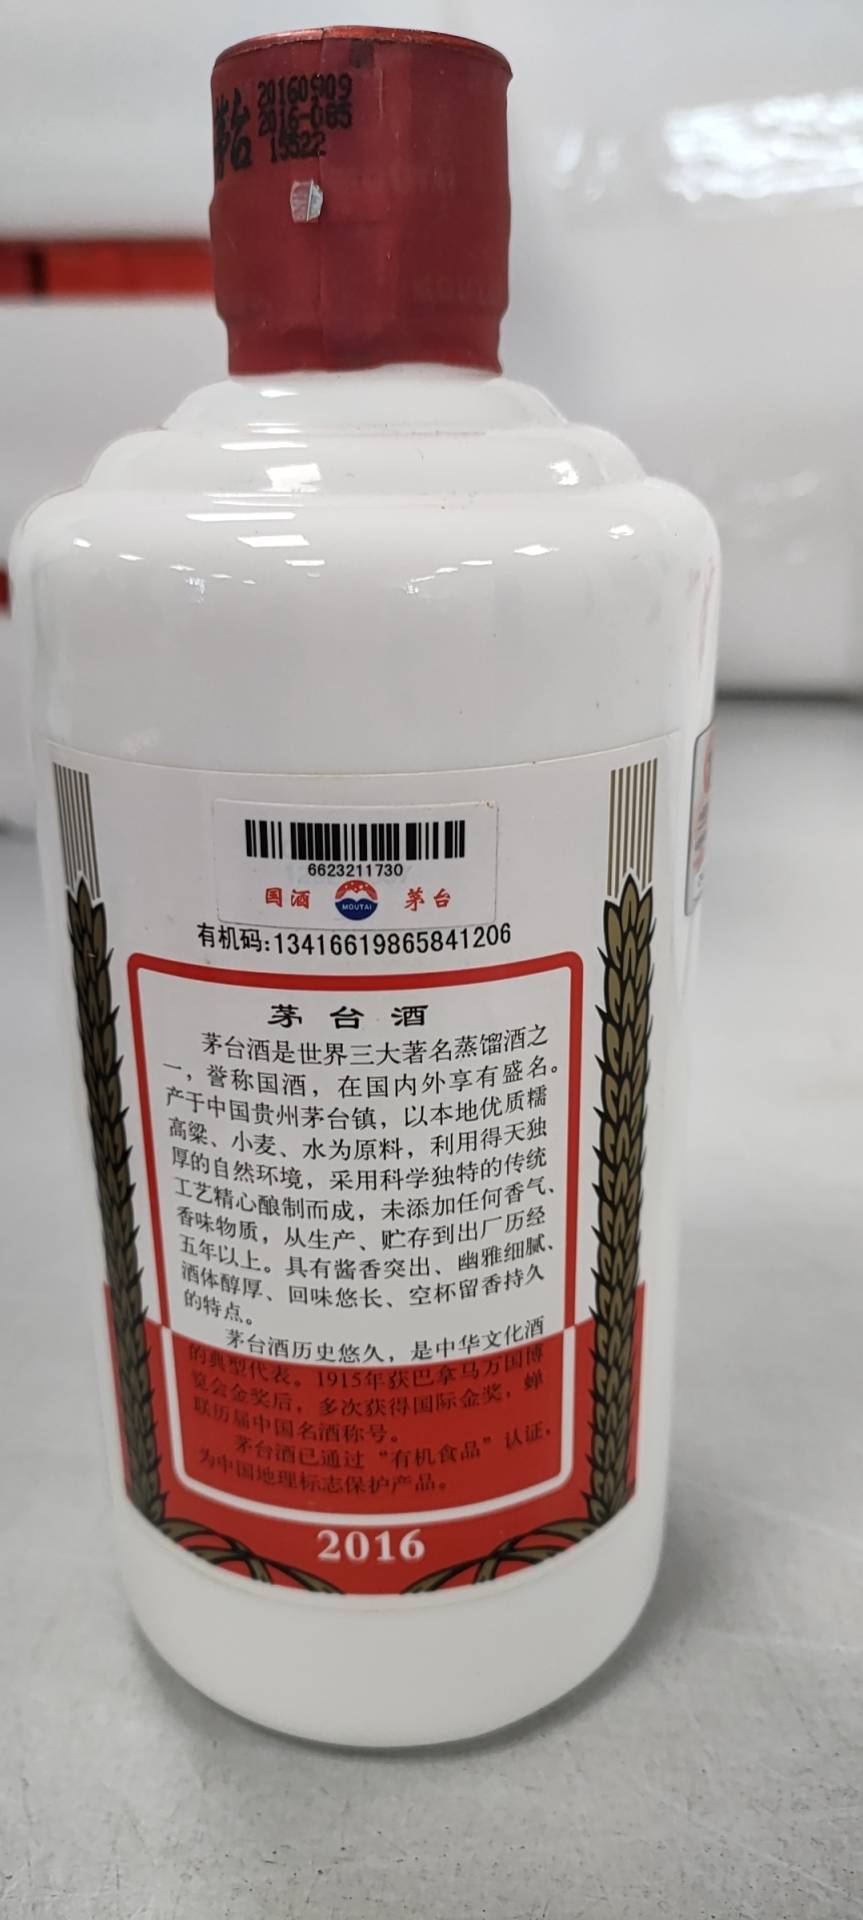 茅台
20160909
2016-085
15522
MOUTAI
6623211730
国酒 MOUTAI 茅台
有机码:13416619865841206
茅台酒
茅台酒是世界三大著名蒸馏酒之
一，誉称国酒，在国内外享有盛名。
产于中国贵州茅台镇，以本地优质糯
高粱、小麦、水为原料，利用得天独
厚的自然环境，采用科学独特的传统
工艺精心酿制而成，未添加任何香气、
香味物质，从生产、贮存到出厂历经
五年以上。具有酱香突出、幽雅细腻、
酒体醇厚、回味悠长、空杯留香持久
的特点。
茅台酒历史悠久，是中华文化酒
的典型代表。1915年获巴拿马万国博
览会金奖后，多次获得国际金奖，蝉
联历届中国名酒称号。
茅台酒已通过“有机食品”认证，
为中国地理标志保护产品。
2016